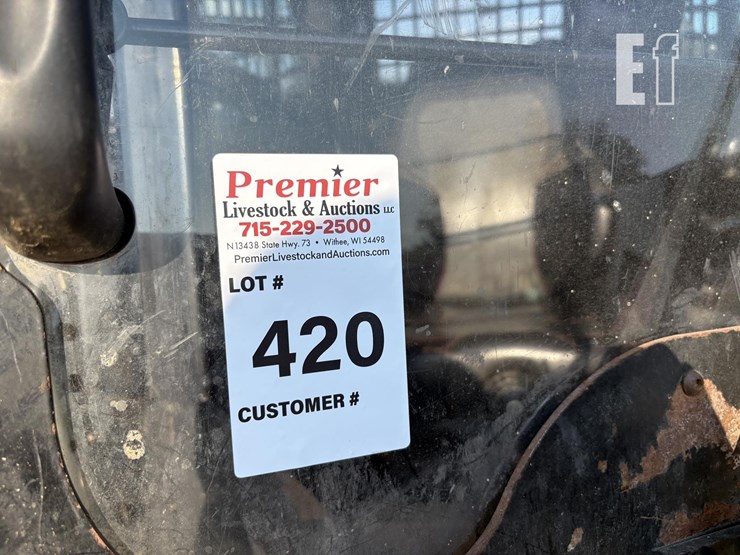 Ef
Premier
Livestock & Auctions LLC
715-229-2500
N13438 State Hwy. 73 • Withee, WI 54498
PremierLivestockandAuctions.com
LOT #
420
CUSTOMER #